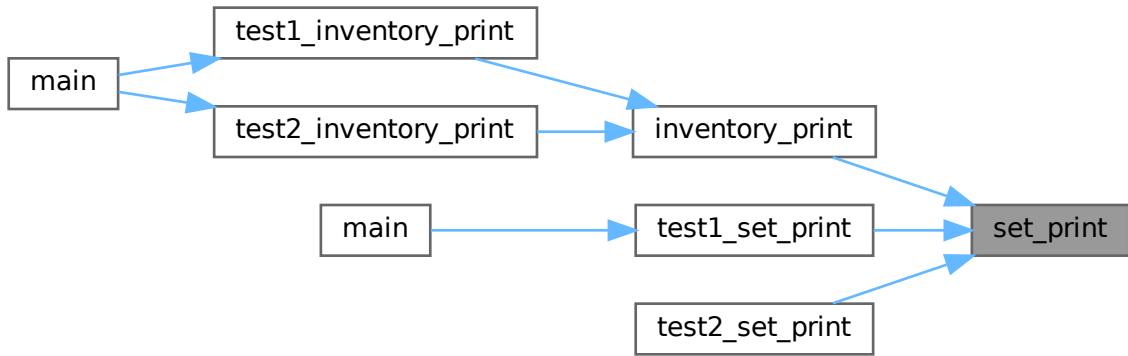 test1_inventory_print
main
test2_inventory_print
inventory_print
main
test1_set_print
set_print
test2_set_print